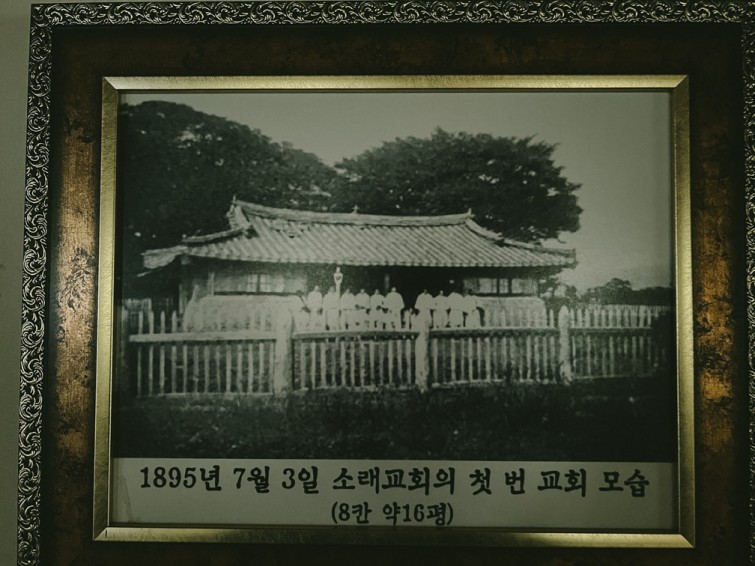 1895년 7월 3일 소래교회의 첫 번 교회 모습
(8칸 약16평)